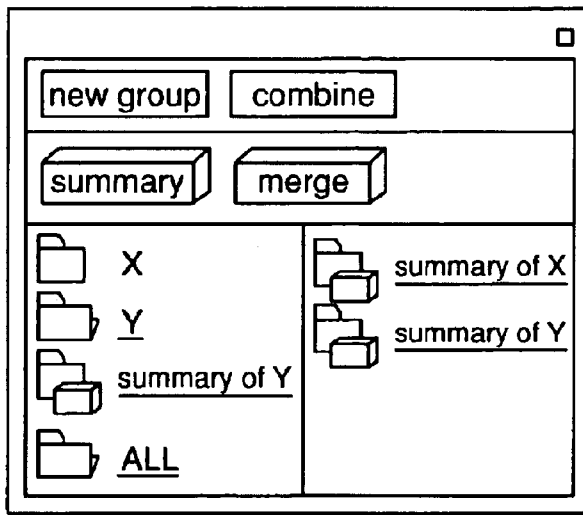 new group combine
summary merge
X
Y
summary of Y
ALL
summary of X
summary of Y